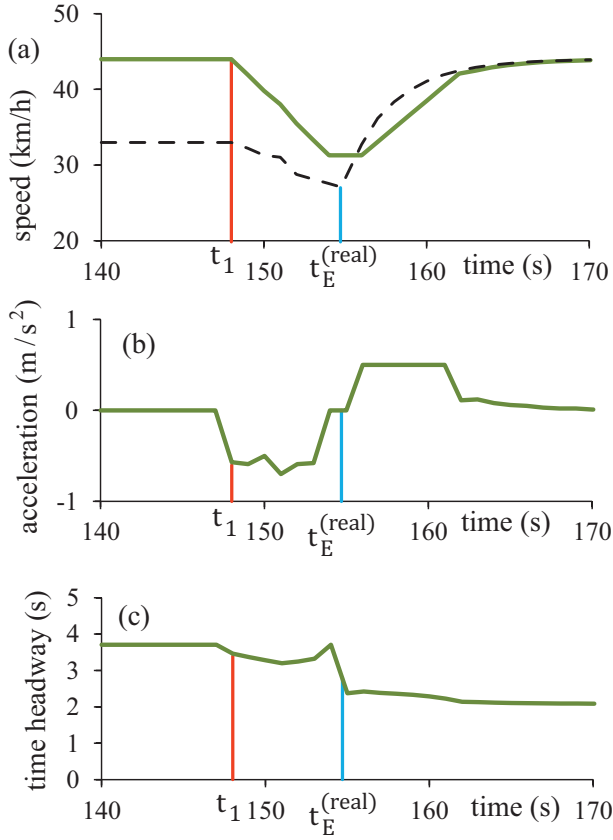 (a)
speed (km/h)
50
40
30
20
140
150
160
170
t1
tE(real)
time (s)
(b)
acceleration (m/s²)
1
0
-1
140
150
160
170
t1
tE(real)
time (s)
(c)
time headway (s)
5
4
3
2
1
0
140
150
160
170
t1
tE(real)
time (s)